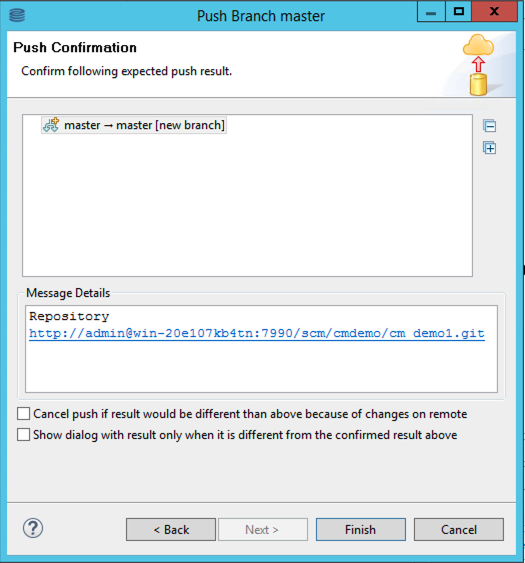 Push Branch master
Push Confirmation
Confirm following expected push result.
master → master [new branch]
Message Details
Repository
http://admin@win-20e107kb4tn:7990/scm/cmdemo/cm_demo1.git
Cancel push if result would be different than above because of changes on remote
Show dialog with result only when it is different from the confirmed result above
?
< Back
Next >
Finish
Cancel